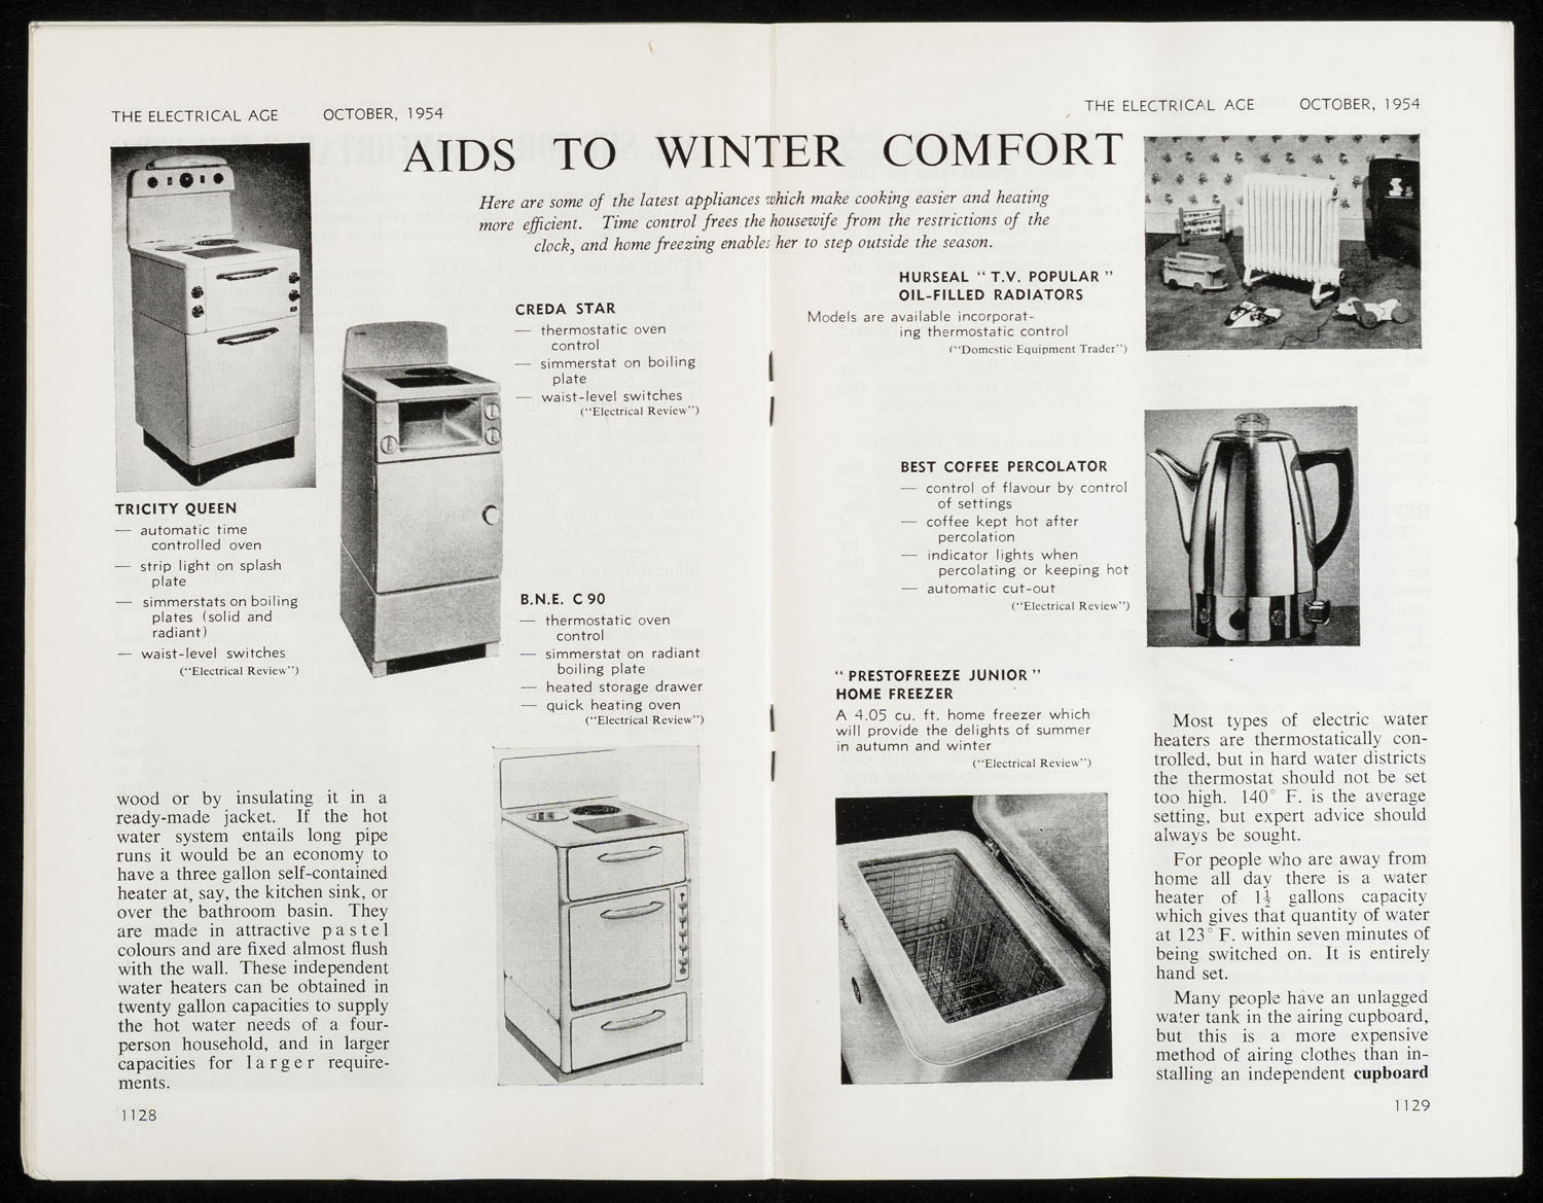 THE ELECTRICAL AGE OCTOBER, 1954
THE ELECTRICAL AGE OCTOBER, 1954
AIDS TO WINTER COMFORT
Here are some of the latest appliances which make cooking easier and heating
more efficient. Time control frees the housewife from the restrictions of the
clock, and home freezing enables her to step outside the season.
TRICITY QUEEN
— automatic time
controlled oven
— strip light on splash
plate
— simmerstats on boiling
plates (solid and
radiant)
— waist-level switches
("Electrical Review")
CREDA STAR
— thermostatic oven
control
— simmerstat on boiling
plate
— waist-level switches
("Electrical Review")
B.N.E. C 90
— thermostatic oven
control
— simmerstat on radiant
boiling plate
— heated storage drawer
— quick heating oven
("Electrical Review")
wood or by insulating it in a
ready-made jacket. If the hot
water system entails long pipe
runs it would be an economy to
have a three gallon self-contained
heater at, say, the kitchen sink, or
over the bathroom basin. They
are made in attractive pastel
colours and are fixed almost flush
with the wall. These independent
water heaters can be obtained in
twenty gallon capacities to supply
the hot water needs of a four-
person household, and in larger
capacities for larger require-
ments.
1128
HURSEAL "T.V. POPULAR"
OIL-FILLED RADIATORS
Models are available incorporat-
ing thermostatic control
("Domestic Equipment Trader")
BEST COFFEE PERCOLATOR
— control of flavour by control
of settings
— coffee kept hot after
percolation
— indicator lights when
percolating or keeping hot
— automatic cut-out
("Electrical Review")
"PRESTOFREEZE JUNIOR"
HOME FREEZER
A 4.05 cu. ft. home freezer which
will provide the delights of summer
in autumn and winter
("Electrical Review")
Most types of electric water
heaters are thermostatically con-
trolled, but in hard water districts
the thermostat should not be set
too high. 140° F. is the average
setting, but expert advice should
always be sought.
For people who are away from
home all day there is a water
heater of 1½ gallons capacity
which gives that quantity of water
at 123° F. within seven minutes of
being switched on. It is entirely
hand set.
Many people have an unlagged
water tank in the airing cupboard,
but this is a more expensive
method of airing clothes than in-
stalling an independent cupboard
1129